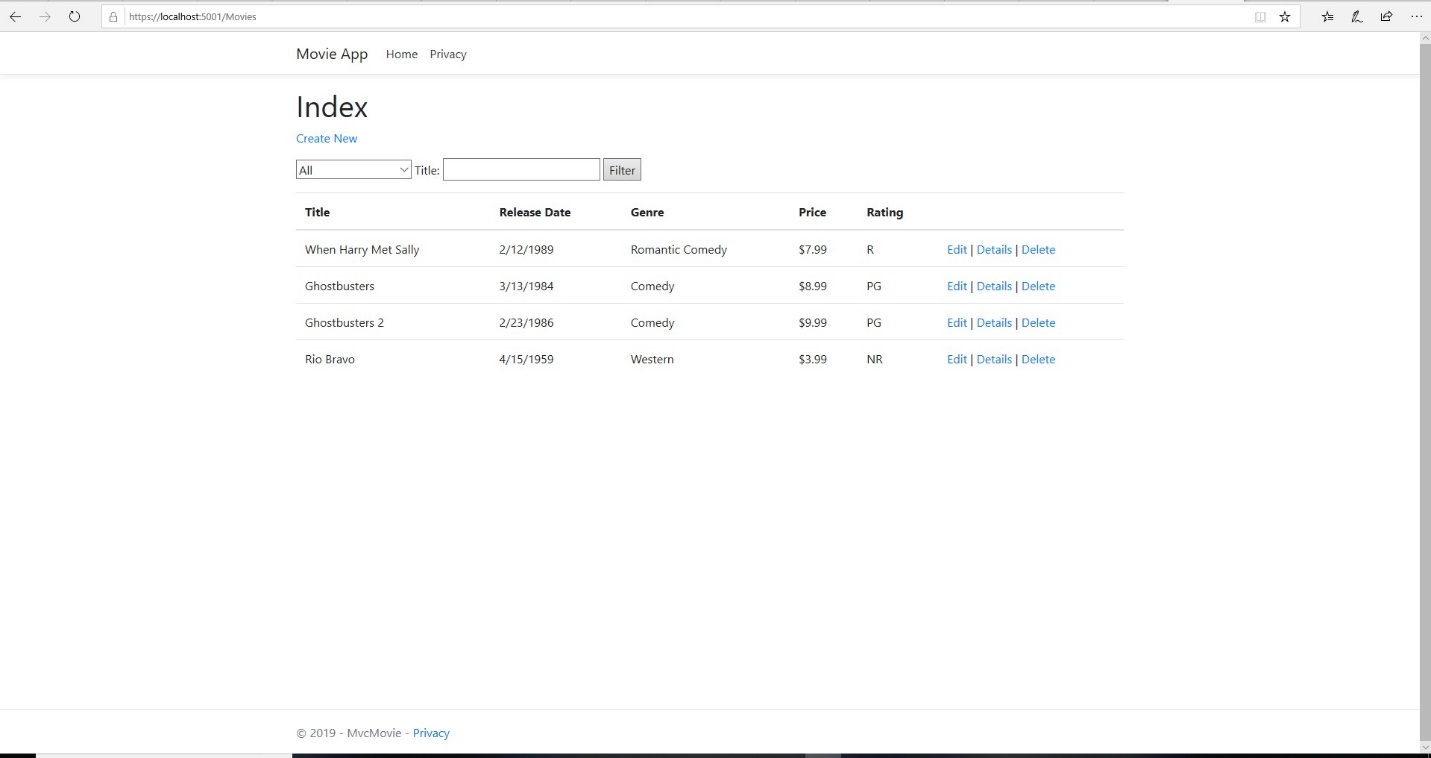 https://localhost:5001/Movies
Movie App Home Privacy
Index
Create New
All Title: Filter
Title Release Date Genre Price Rating
When Harry Met Sally 2/12/1989 Romantic Comedy $7.99 R Edit | Details | Delete
Ghostbusters 3/13/1984 Comedy $8.99 PG Edit | Details | Delete
Ghostbusters 2 2/23/1986 Comedy $9.99 PG Edit | Details | Delete
Rio Bravo 4/15/1959 Western $3.99 NR Edit | Details | Delete
© 2019 - MvcMovie - Privacy